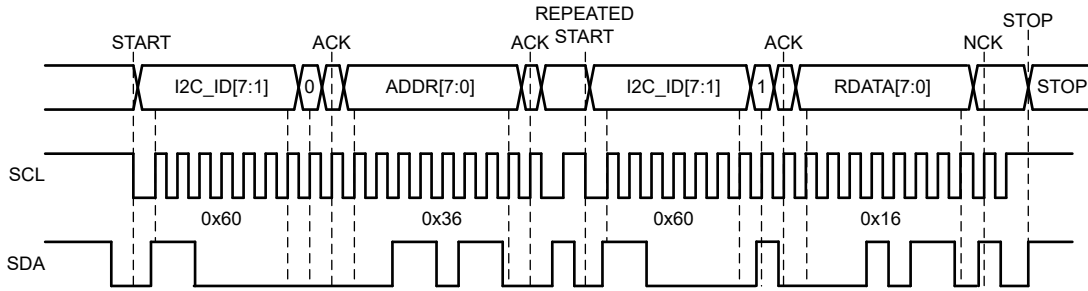 REPEATED
START
STOP
START
ACK
ACK
ACK
NCK
I2C_ID[7:1]
0
ADDR[7:0]
I2C_ID[7:1]
1
RDATA[7:0]
STOP
SCL
0x60
0x36
0x60
0x16
SDA